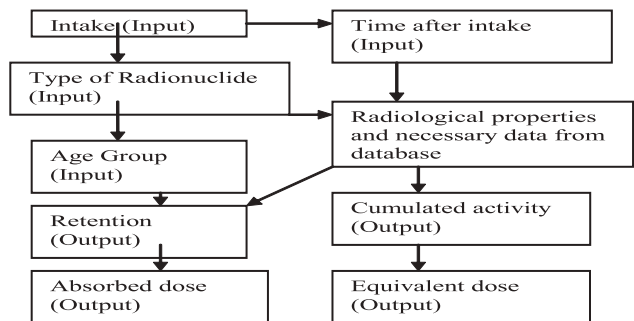 Intake (Input)
Time after intake
(Input)
Type of Radionuclide
(Input)
Radiological properties
and necessary data from
database
Age Group
(Input)
Retention
(Output)
Cumulated activity
(Output)
Absorbed dose
(Output)
Equivalent dose
(Output)